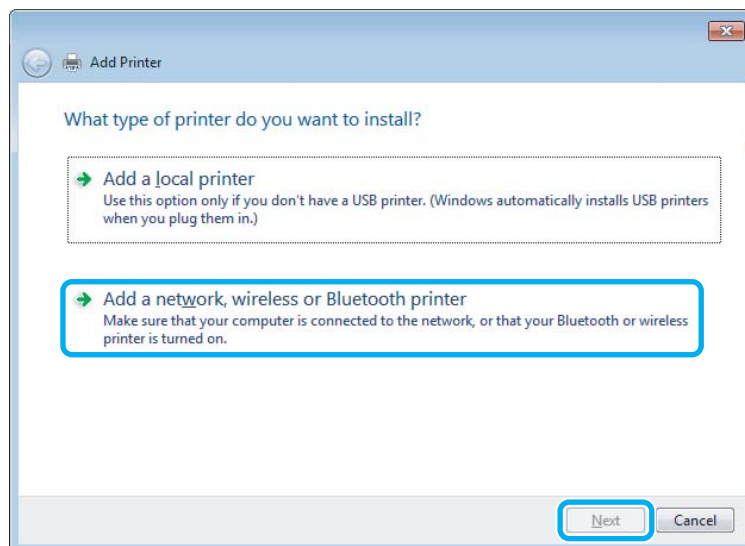 Add Printer
What type of printer do you want to install?
Add a local printer
Use this option only if you don't have a USB printer. (Windows automatically installs USB printers
when you plug them in.)
Add a network, wireless or Bluetooth printer
Make sure that your computer is connected to the network, or that your Bluetooth or wireless
printer is turned on.
Next Cancel